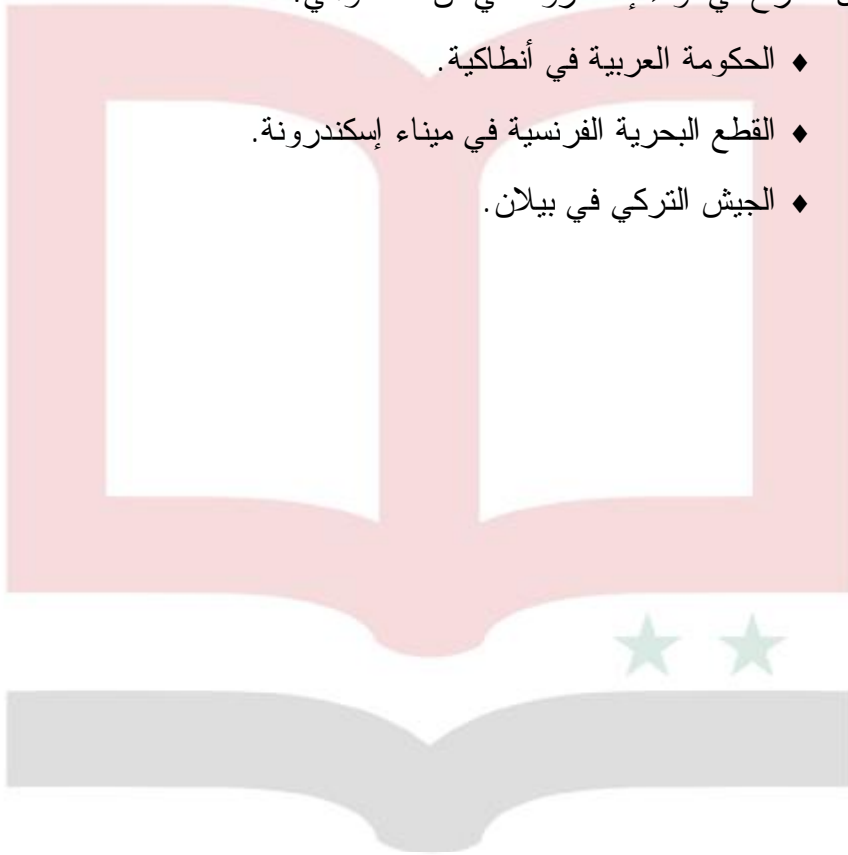 ♦ الحكومة العربية في أنطاكية.
♦ القطع البحرية الفرنسية في ميناء إسكندرونة.
♦ الجيش التركي في بيلان.